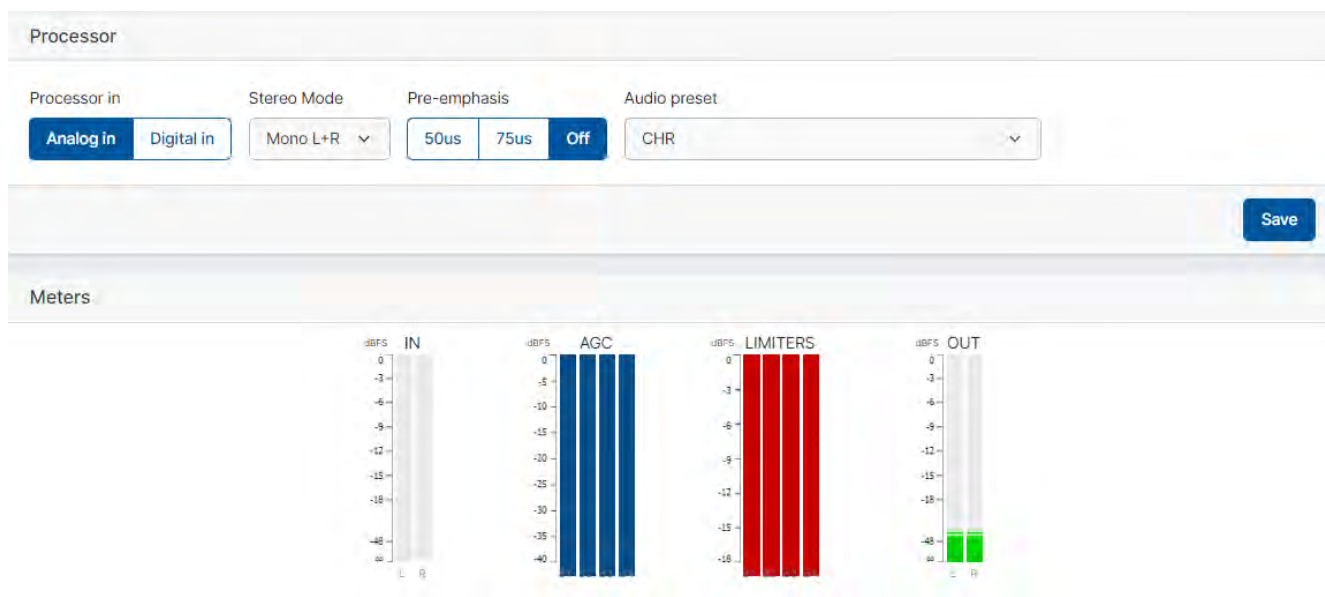 Processor
Processor in Stereo Mode Pre-emphasis Audio preset
Analog in Digital in Mono L+R 50us 75us Off CHR
Save
Meters
dBFS IN dBFS AGC dBFS LIMITERS dBFS OUT
0 0 0 0
-3 -5 -3 -3
-6 -10 -6 -6
-9 -15 -9 -9
-12 -20 -12 -12
-15 -25 -15 -15
-18 -30 -18 -18
-48 -35 -48
∞ -40 ∞
L R L R